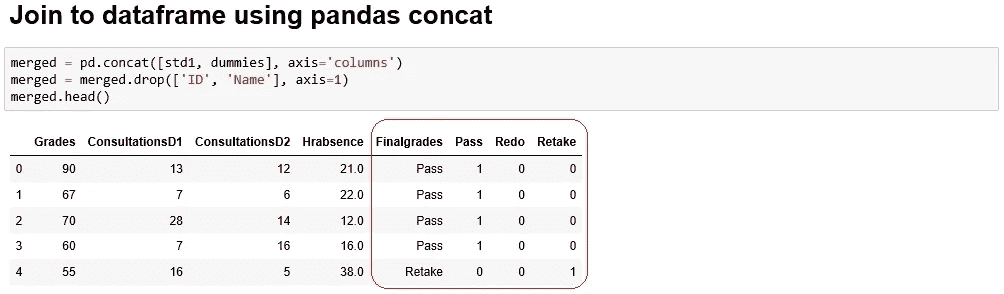 Join to dataframe using pandas concat
merged = pd.concat([std1, dummies], axis='columns')
merged = merged.drop(['ID', 'Name'], axis=1)
merged.head()
Grades ConsultationsD1 ConsultationsD2 Hrabsence Finalgrades Pass Redo Retake
0 90 13 12 21.0 Pass 1 0 0
1 67 7 6 22.0 Pass 1 0 0
2 70 28 14 12.0 Pass 1 0 0
3 60 7 16 16.0 Pass 1 0 0
4 55 16 5 38.0 Retake 0 0 1